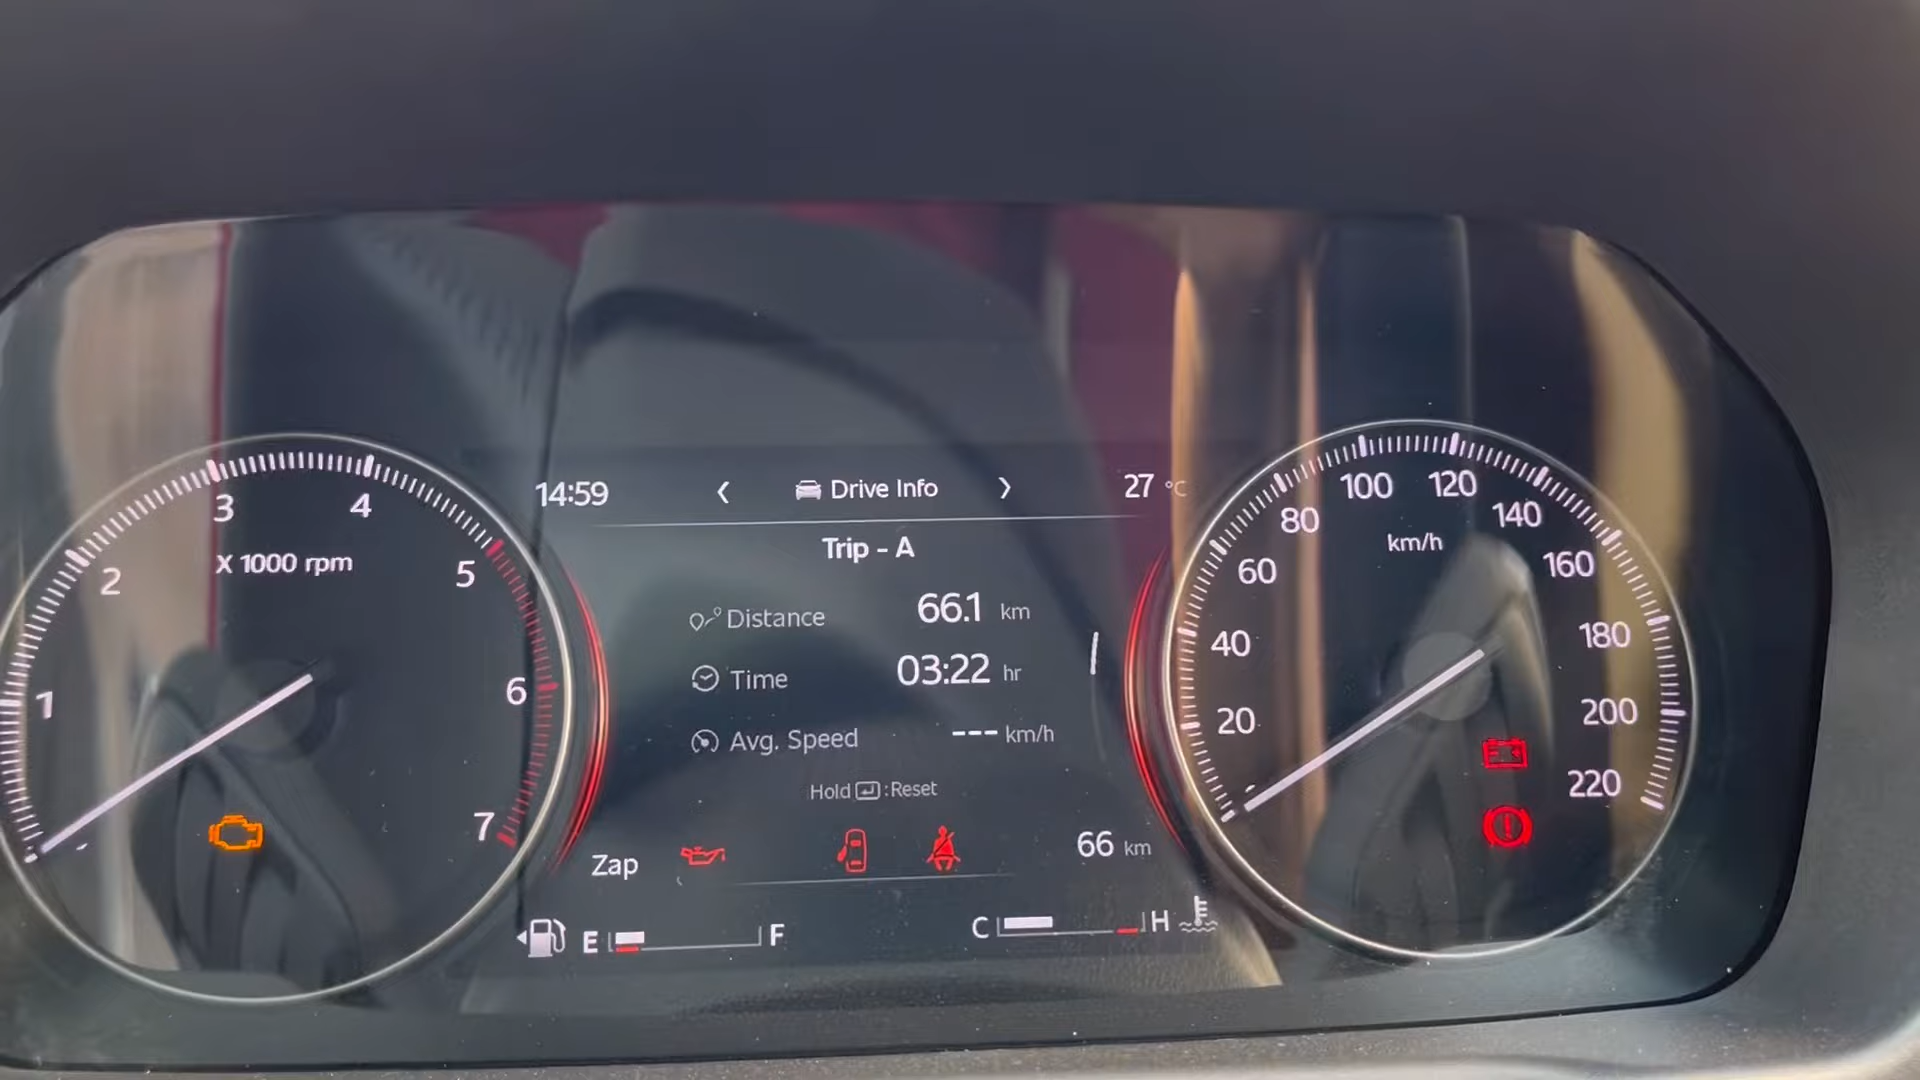 14:59 Drive Info 27 °C
Trip - A
Distance 66.1 km
Time 03:22 hr
Avg. Speed --- km/h
Hold :Reset
Zap 66 km
E F C H
1 2 3 4 5 6 7
X 1000 rpm
20 40 60 80 100 120 140 160 180 200 220
km/h